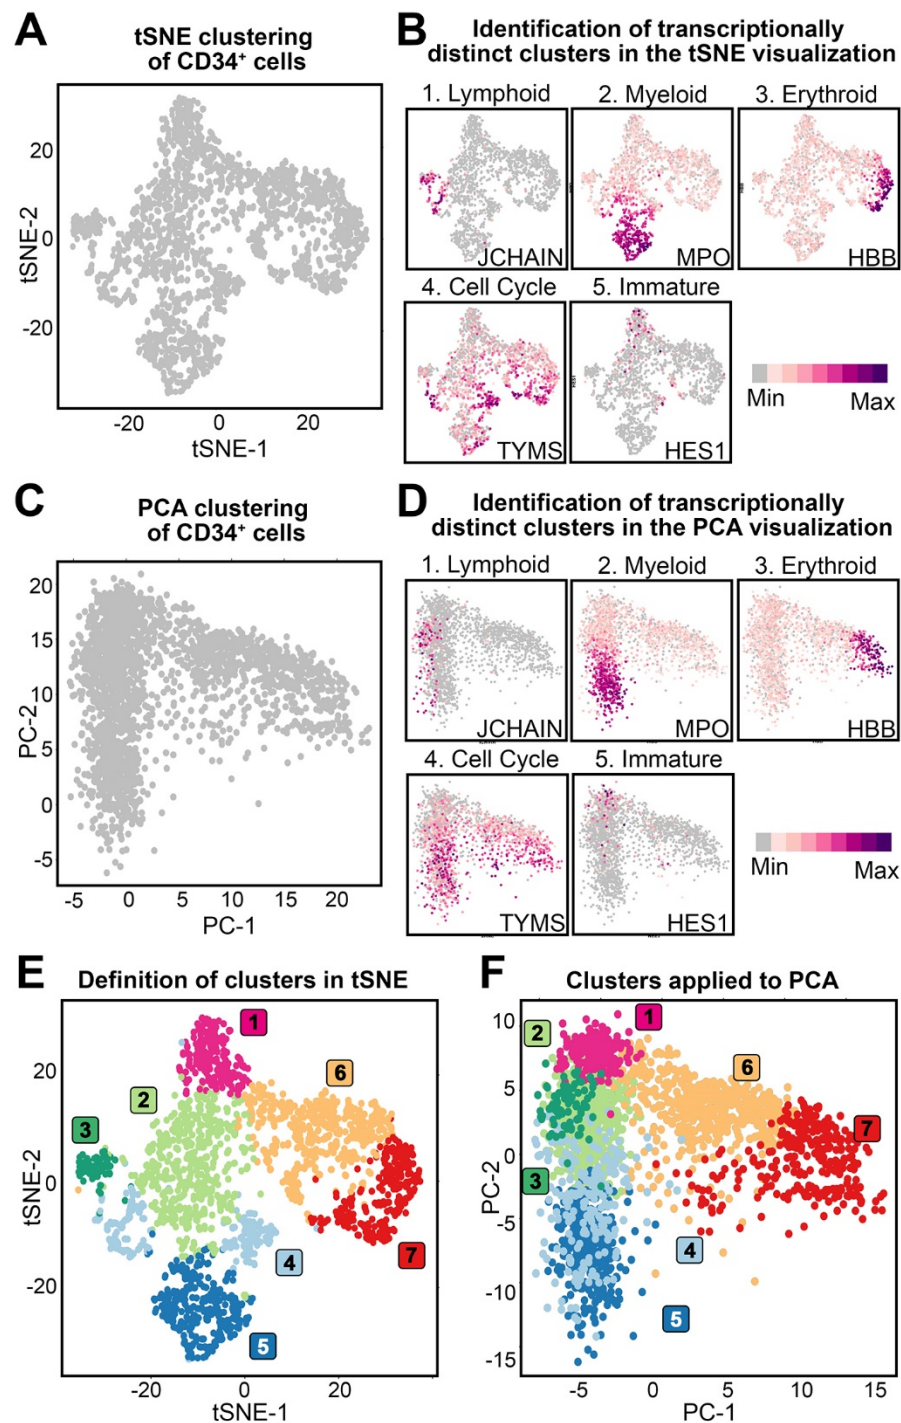 A
tSNE clustering
of CD34⁺ cells
20
0
-20
tSNE-2
-20 0 20
tSNE-1
B
Identification of transcriptionally
distinct clusters in the tSNE visualization
1. Lymphoid 2. Myeloid 3. Erythroid
JCHAIN MPO HBB
4. Cell Cycle 5. Immature
TYMS HES1
Min Max
C
PCA clustering
of CD34⁺ cells
20
15
10
5
0
-5
PC-2
-5 0 5 10 15 20
PC-1
D
Identification of transcriptionally
distinct clusters in the PCA visualization
1. Lymphoid 2. Myeloid 3. Erythroid
JCHAIN MPO HBB
4. Cell Cycle 5. Immature
TYMS HES1
Min Max
E
Definition of clusters in tSNE
1
6
2
3
4
7
5
20
0
-20
tSNE-2
-20 0 20
tSNE-1
F
Clusters applied to PCA
1
2
6
7
3
4
5
10
5
0
-5
-10
-15
PC-2
-5 0 5 10 15
PC-1